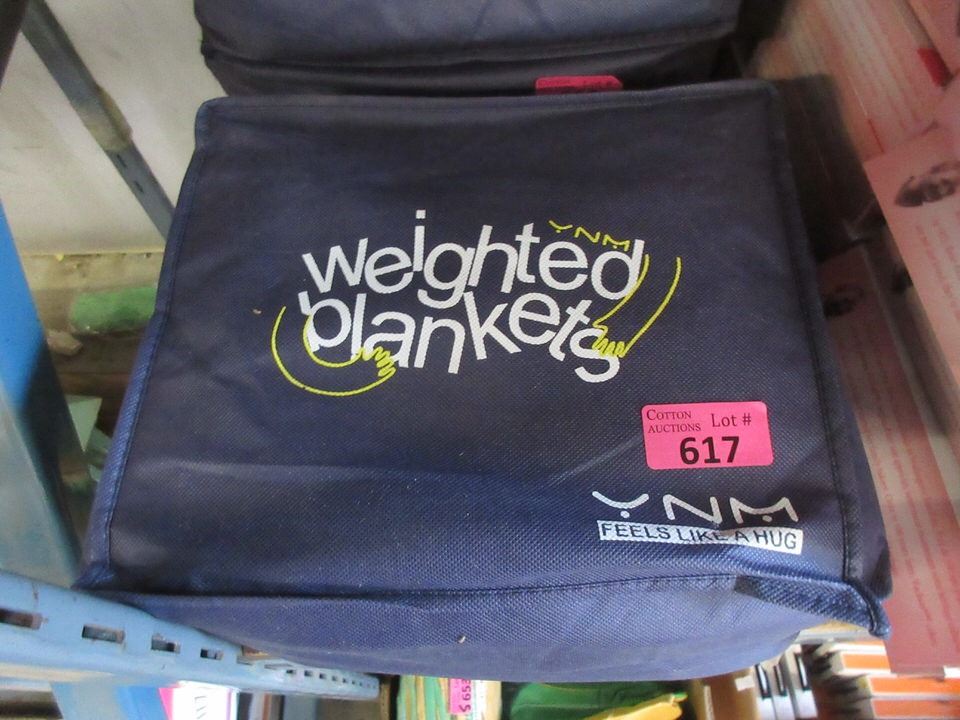 YNM
weighted
blankets
COTTON
AUCTIONS
Lot #
617
YNM
FEELS LIKE A HUG